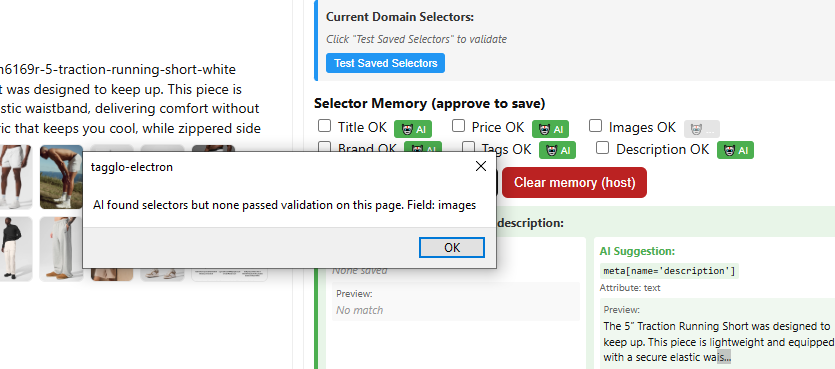 Current Domain Selectors:
Click "Test Saved Selectors" to validate
Test Saved Selectors
6169r-5-traction-running-short-white
was designed to keep up. This piece is
stic waistband, delivering comfort without
ric that keeps you cool, while zippered side
Selector Memory (approve to save)
Title OK AI Price OK AI Images OK
Brand OK AI Tags OK AI Description OK AI
Clear memory (host)
tagglo-electron
AI found selectors but none passed validation on this page. Field: images
OK
description:
None saved
Preview:
No match
AI Suggestion:
meta[name='description']
Attribute: text
Preview:
The 5” Traction Running Short was designed to
keep up. This piece is lightweight and equipped
with a secure elastic wais...